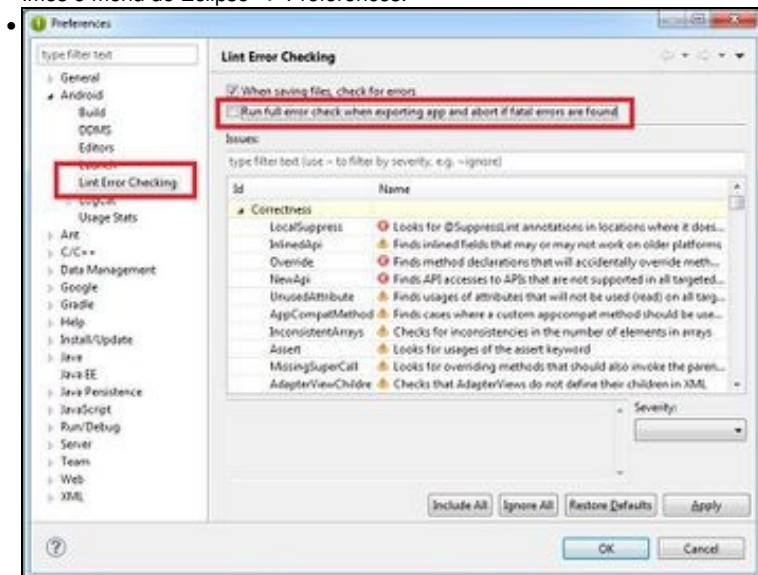 Preferences
type filter text
General
Android
Build
DDMS
Editors
Launch
Lint Error Checking
LogCat
Usage Stats
Ant
C/C++
Data Management
Google
Gradle
Help
Install/Update
Java
Java EE
Java Persistence
JavaScript
Run/Debug
Server
Team
Web
XML
Lint Error Checking
When saving files, check for errors
Run full error check when exporting app and abort if fatal errors are found
Issues:
type filter text (use ~ to filter by severity, e.g. ~ignore)
Id Name
Correctness
LocalSuppress Looks for @SuppressLint annotations in locations where it does...
InlinedApi Finds inlined fields that may or may not work on older platforms
Override Finds method declarations that will accidentally override meth...
NewApi Finds API accesses to APIs that are not supported in all targeted...
UnusedAttribute Finds usages of attributes that will not be used (read) on all targ...
AppCompatMethod Finds cases where a custom appcompat method should be use...
InconsistentArrays Checks for inconsistencies in the number of elements in arrays
Assert Looks for usages of the assert keyword
MissingSuperCall Looks for overriding methods that should also invoke the paren...
AdapterViewChildre Checks that AdapterViews do not define their children in XML
Severity:
Include All Ignore All Restore Defaults Apply
OK Cancel